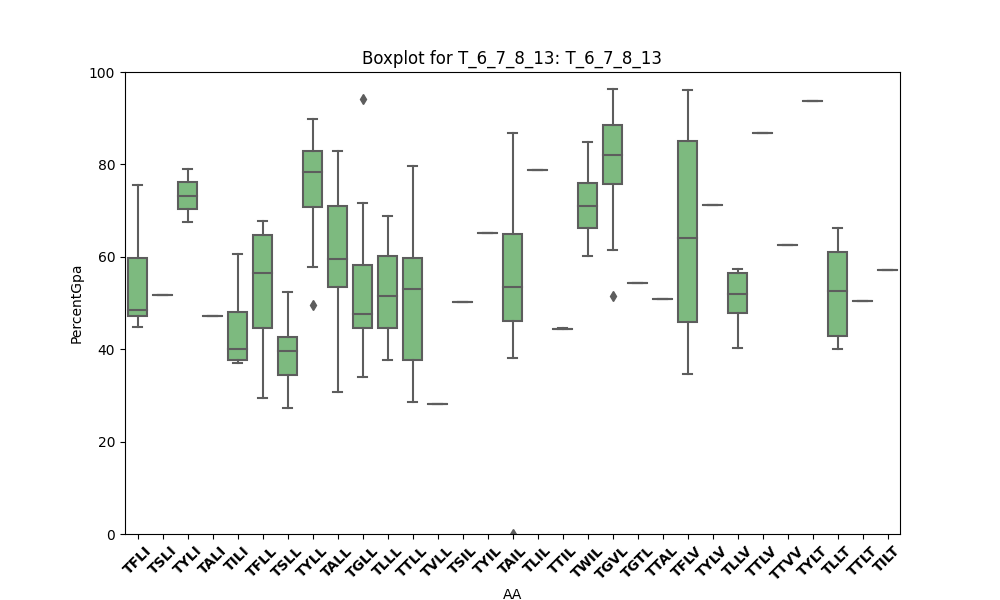 Boxplot for T_6_7_8_13: T_6_7_8_13
100
80
60
40
20
0
PercentGpa
TFLI TSLI TYLI TALI TILI TFLL TSLL TYLL TALL TGLL TLLL TTLL TVLL TSIL TYIL TAIL TLIL TTIL TWIL TGVL TGTL TTAL TFLV TYLV TLLV TTLV TTVV TYLT TLLT TTLT TILT
AA